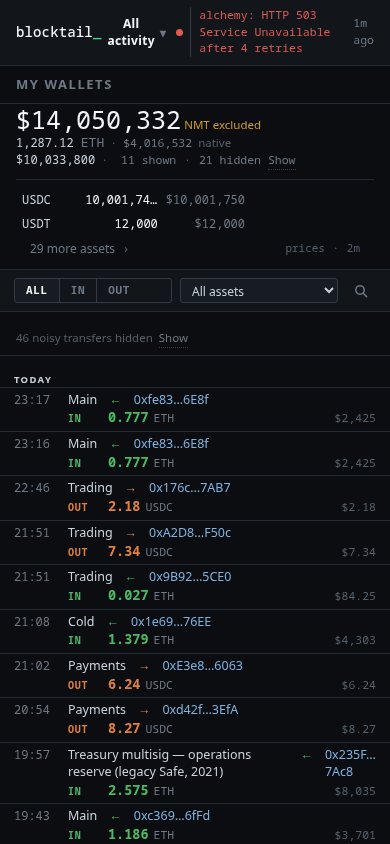 blocktail_ All activity ▾ alchemy: HTTP 503 Service Unavailable after 4 retries 1m ago
MY WALLETS
$14,050,332 NMT excluded
1,287.12 ETH · $4,016,532 native
$10,033,800 · 11 shown · 21 hidden Show
USDC 10,001,74… $10,001,750
USDT 12,000 $12,000
29 more assets › prices · 2m
ALL IN OUT All assets
46 noisy transfers hidden Show
TODAY
23:17 Main ← 0xfe83…6E8f
IN 0.777 ETH $2,425
23:16 Main ← 0xfe83…6E8f
IN 0.777 ETH $2,425
22:46 Trading → 0x176c…7AB7
OUT 2.18 USDC $2.18
21:51 Trading → 0xA2D8…F50c
OUT 7.34 USDC $7.34
21:51 Trading ← 0x9B92…5CE0
IN 0.027 ETH $84.25
21:08 Cold ← 0x1e69…76EE
IN 1.379 ETH $4,303
21:02 Payments → 0xE3e8…6063
OUT 6.24 USDC $6.24
20:54 Payments → 0xd42f…3EfA
OUT 8.27 USDC $8.27
19:57 Treasury multisig — operations reserve (legacy Safe, 2021) ← 0x235F…7Ac8
IN 2.575 ETH $8,035
19:43 Main ← 0xc369…6fFd
IN 1.186 ETH $3,701